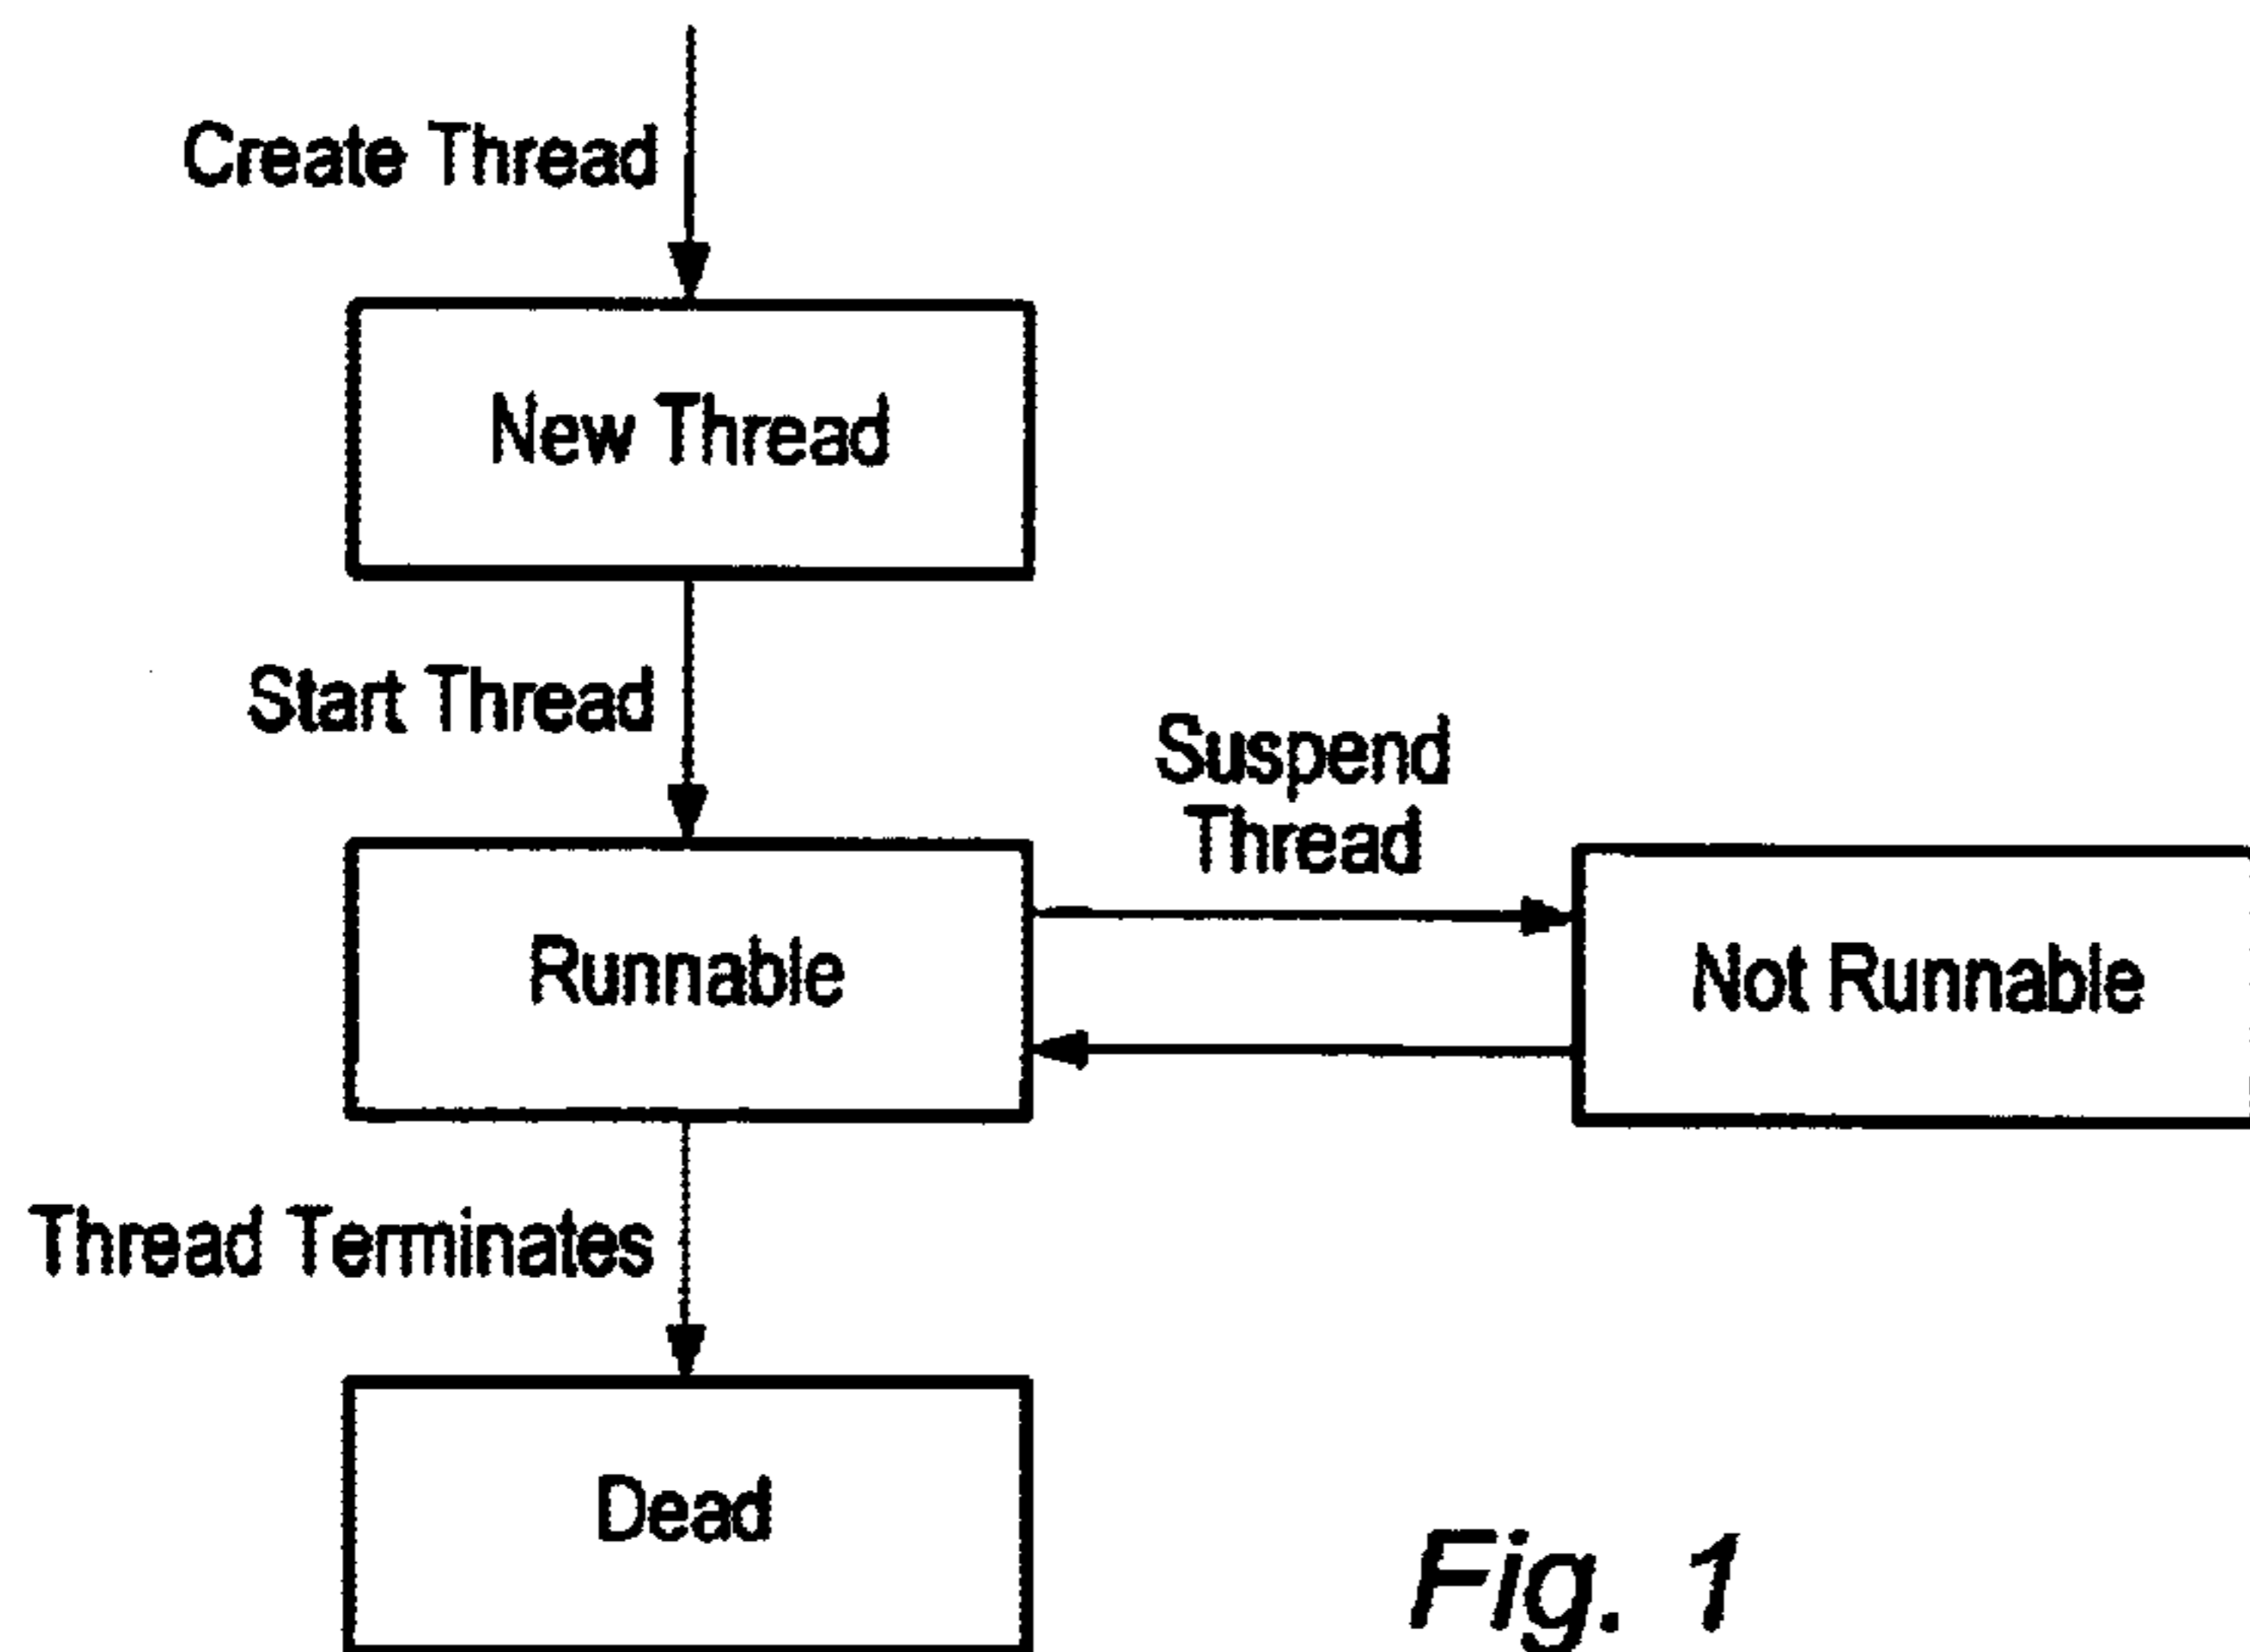 Create Thread
New Thread
Start Thread
Suspend
Thread
Runnable
Not Runnable
Thread Terminates
Dead
Fig. 1